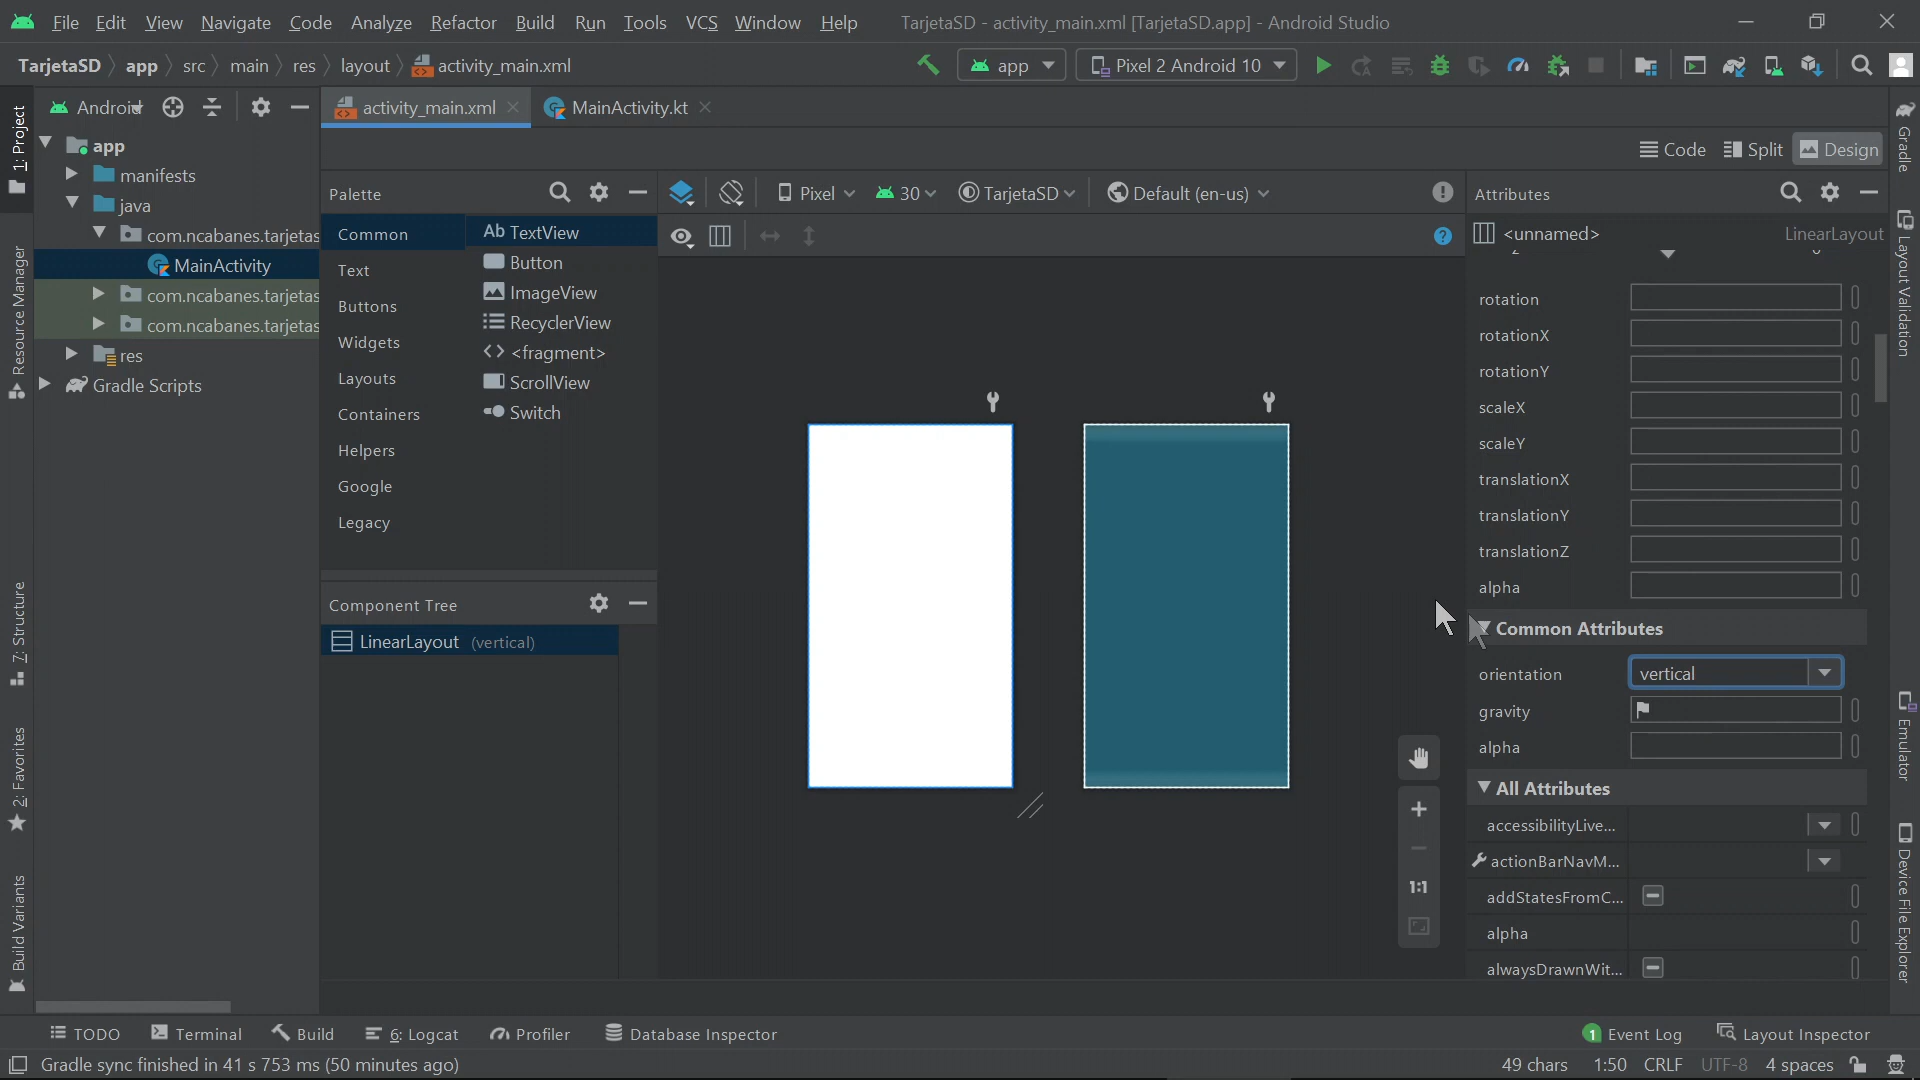 File Edit View Navigate Code Analyze Refactor Build Run Tools VCS Window Help TarjetaSD - activity_main.xml [TarjetaSD.app] - Android Studio
TarjetaSD app src main res layout activity_main.xml app Pixel 2 Android 10
1: Project
Resource Manager
7: Structure
2: Favorites
Build Variants
Android
app
manifests
java
com.ncabanes.tarjetas
MainActivity
com.ncabanes.tarjetas
com.ncabanes.tarjetas
res
Gradle Scripts
activity_main.xml MainActivity.kt
Code Split Design
Palette
Common
Text
Buttons
Widgets
Layouts
Containers
Helpers
Google
Legacy
Ab TextView
Button
ImageView
RecyclerView
<fragment>
ScrollView
Switch
Component Tree
LinearLayout (vertical)
Pixel 30 TarjetaSD Default (en-us)
1:1
Attributes
<unnamed> LinearLayout
rotation
rotationX
rotationY
scaleX
scaleY
translationX
translationY
translationZ
alpha
Common Attributes
orientation vertical
gravity
alpha
All Attributes
accessibilityLive...
actionBarNavM...
addStatesFromC...
alpha
alwaysDrawnWit...
Gradle
Layout Validation
Emulator
Device File Explorer
TODO Terminal Build 6: Logcat Profiler Database Inspector 1 Event Log Layout Inspector
Gradle sync finished in 41 s 753 ms (50 minutes ago) 49 chars 1:50 CRLF UTF-8 4 spaces